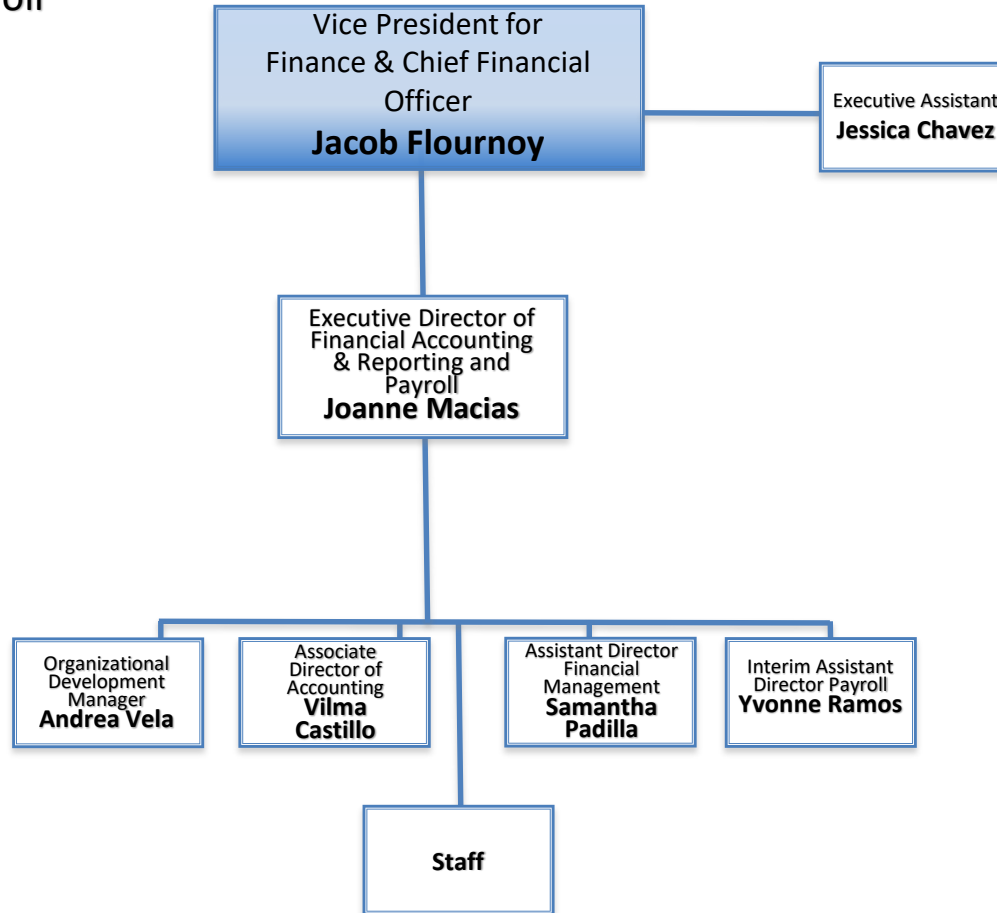 Vice President for
Finance & Chief Financial
Officer
Jacob Flournoy
Executive Assistant
Jessica Chavez
Executive Director of
Financial Accounting
& Reporting and
Payroll
Joanne Macias
Organizational
Development
Manager
Andrea Vela
Associate
Director of
Accounting
Vilma
Castillo
Assistant Director
Financial
Management
Samantha
Padilla
Interim Assistant
Director Payroll
Yvonne Ramos
Staff